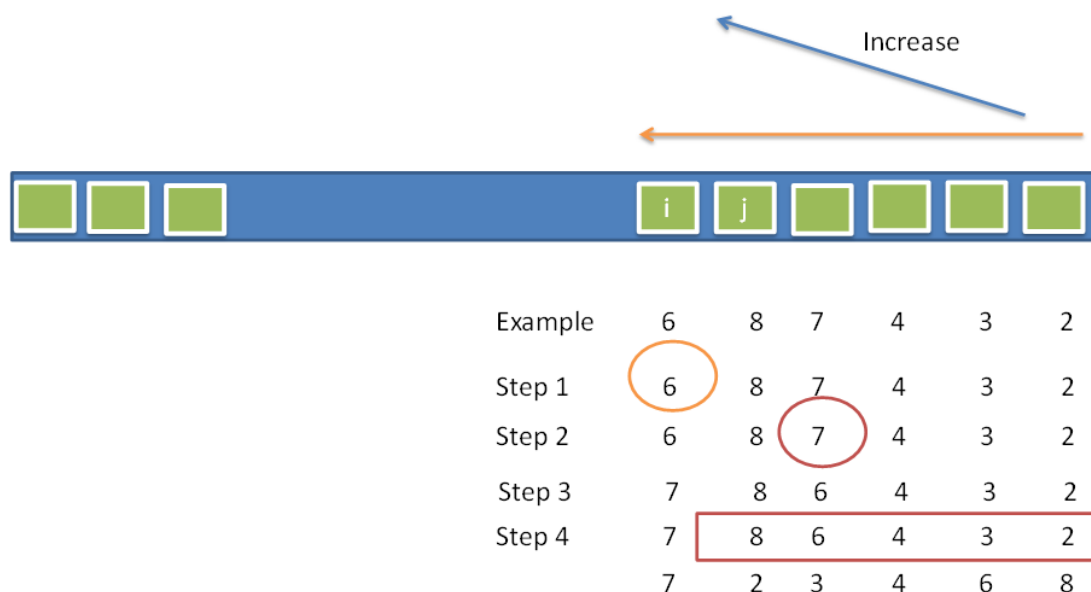 Increase
i j
Example 6 8 7 4 3 2
Step 1 6 8 7 4 3 2
Step 2 6 8 7 4 3 2
Step 3 7 8 6 4 3 2
Step 4 7 8 6 4 3 2
7 2 3 4 6 8